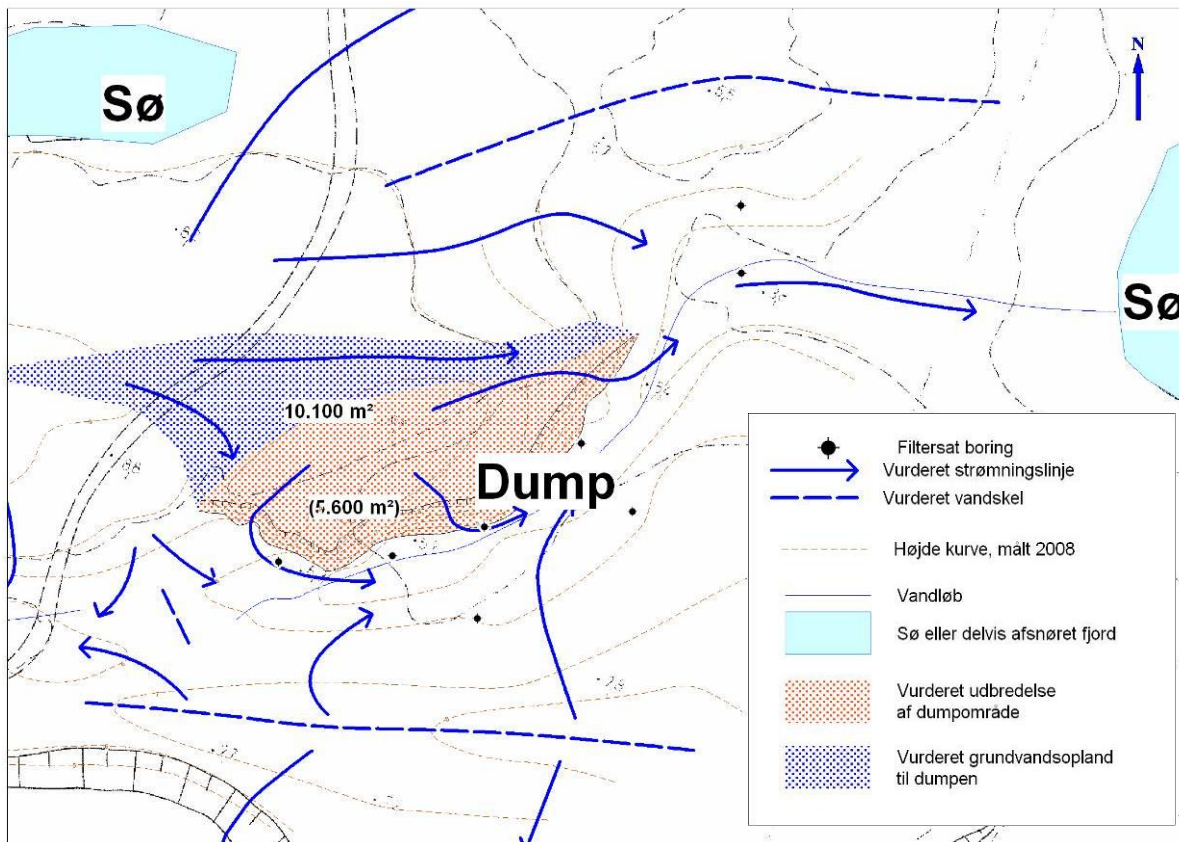 Sø
N
Sø
10.100 m²
(5.600 m²)
Dump
Filtersat boring
Vurderet strømningslinje
Vurderet vandskel
Højde kurve, målt 2008
Vandløb
Sø eller delvis afsnøret fjord
Vurderet udbredelse
af dumpområde
Vurderet grundvandsopland
til dumpen